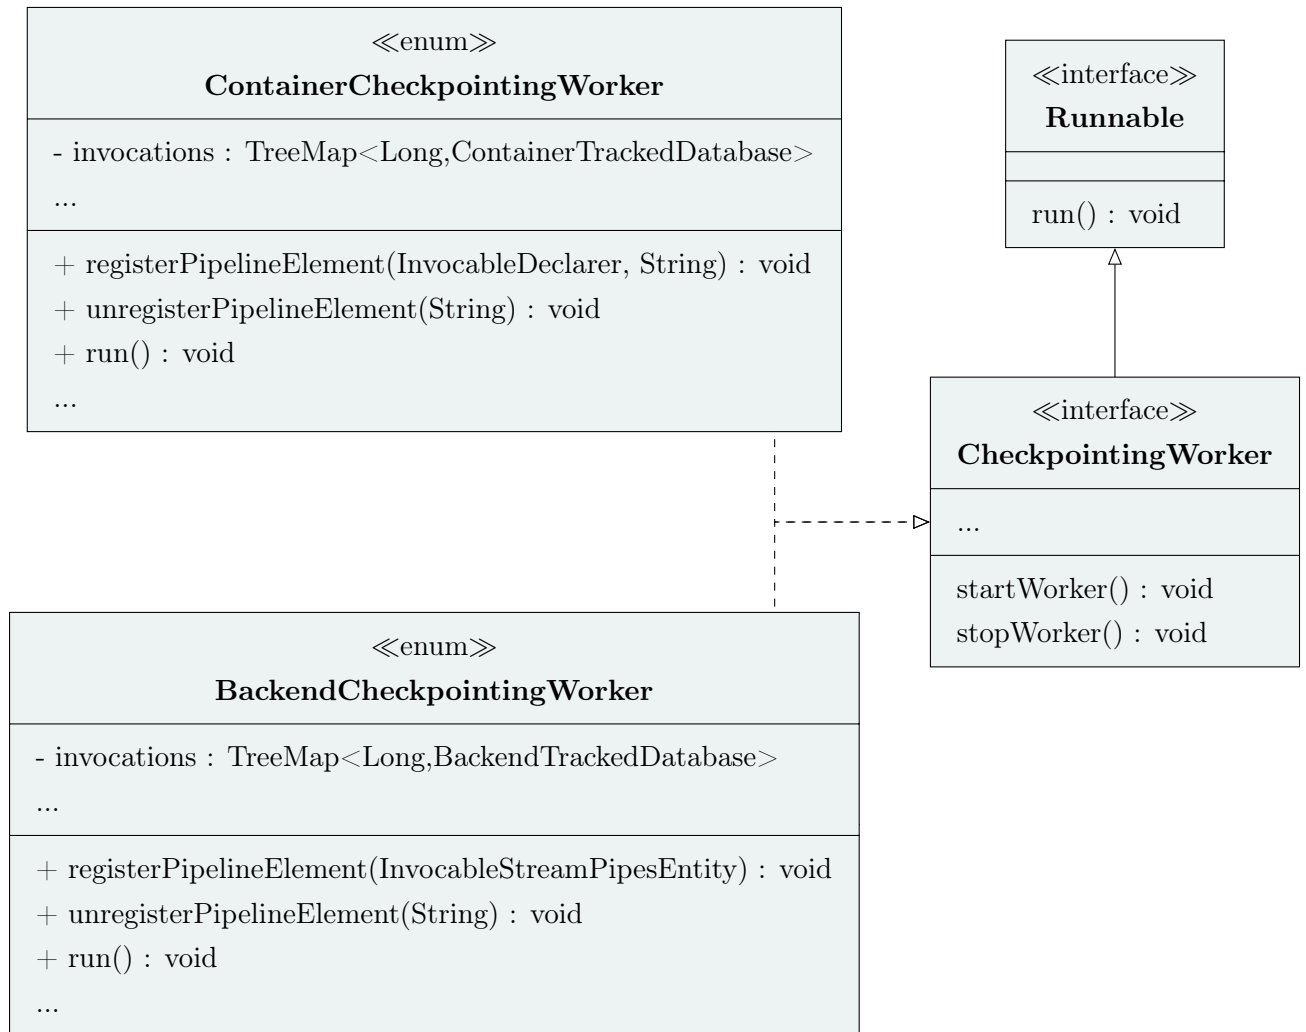 ≪enum≫
ContainerCheckpointingWorker
- invocations : TreeMap<Long,ContainerTrackedDatabase>
...
+ registerPipelineElement(InvocableDeclarer, String) : void
+ unregisterPipelineElement(String) : void
+ run() : void
...
≪interface≫
Runnable
run() : void
≪interface≫
CheckpointingWorker
...
startWorker() : void
stopWorker() : void
≪enum≫
BackendCheckpointingWorker
- invocations : TreeMap<Long,BackendTrackedDatabase>
...
+ registerPipelineElement(InvocableStreamPipesEntity) : void
+ unregisterPipelineElement(String) : void
+ run() : void
...